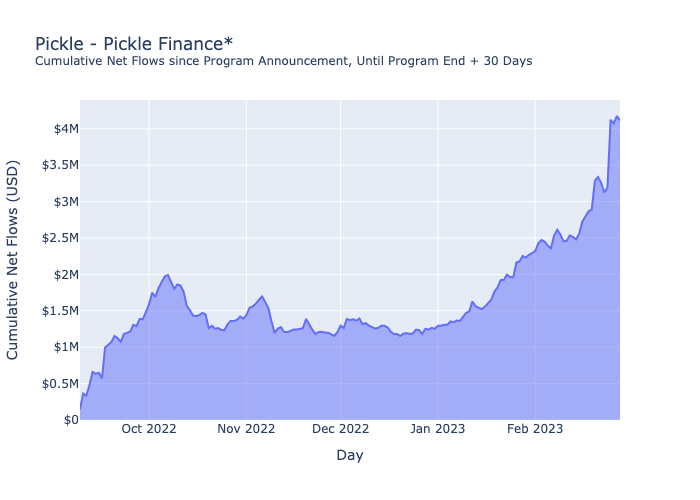 Pickle - Pickle Finance*
Cumulative Net Flows since Program Announcement, Until Program End + 30 Days
Cumulative Net Flows (USD)
$4M
$3.5M
$3M
$2.5M
$2M
$1.5M
$1M
$0.5M
$0
Oct 2022
Nov 2022
Dec 2022
Jan 2023
Feb 2023
Day